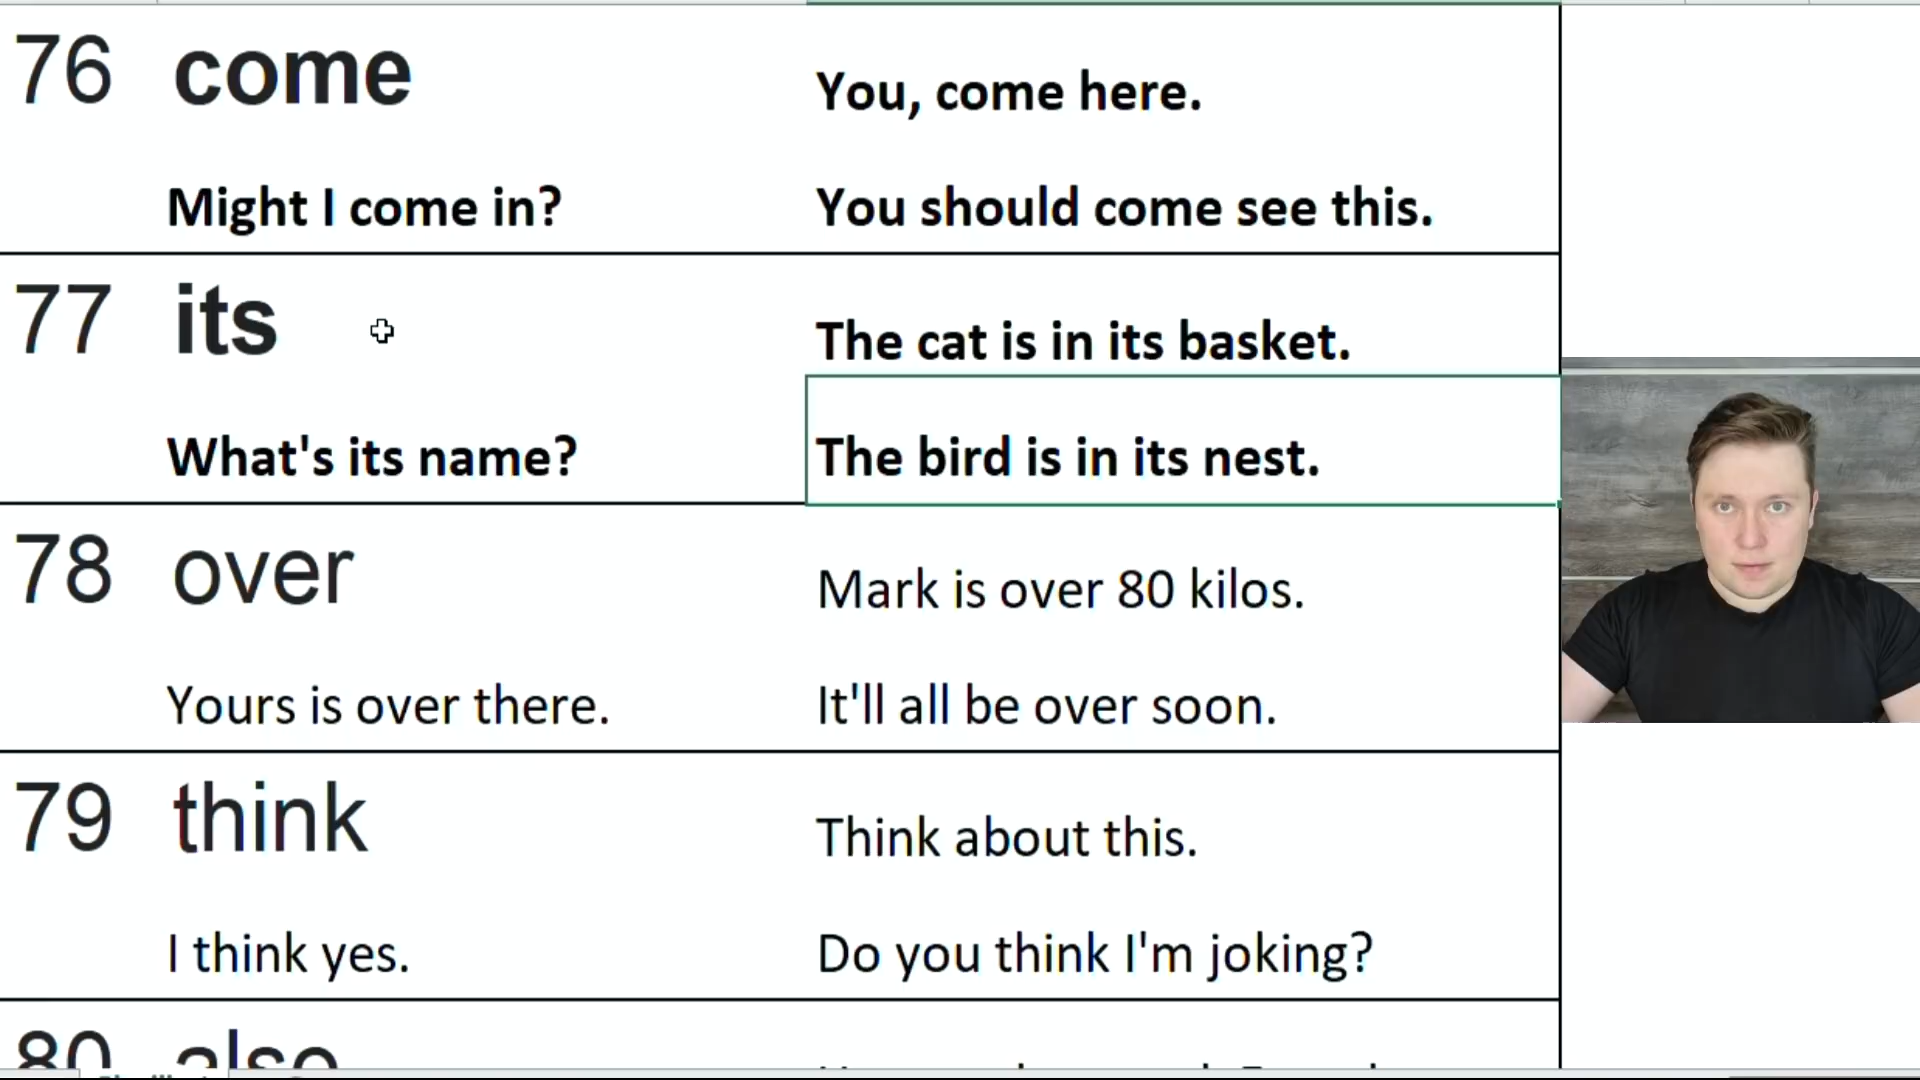 76 come You, come here.
Might I come in? You should come see this.
77 its The cat is in its basket.
What's its name? The bird is in its nest.
78 over Mark is over 80 kilos.
Yours is over there. It'll all be over soon.
79 think Think about this.
I think yes. Do you think I'm joking?
80 also